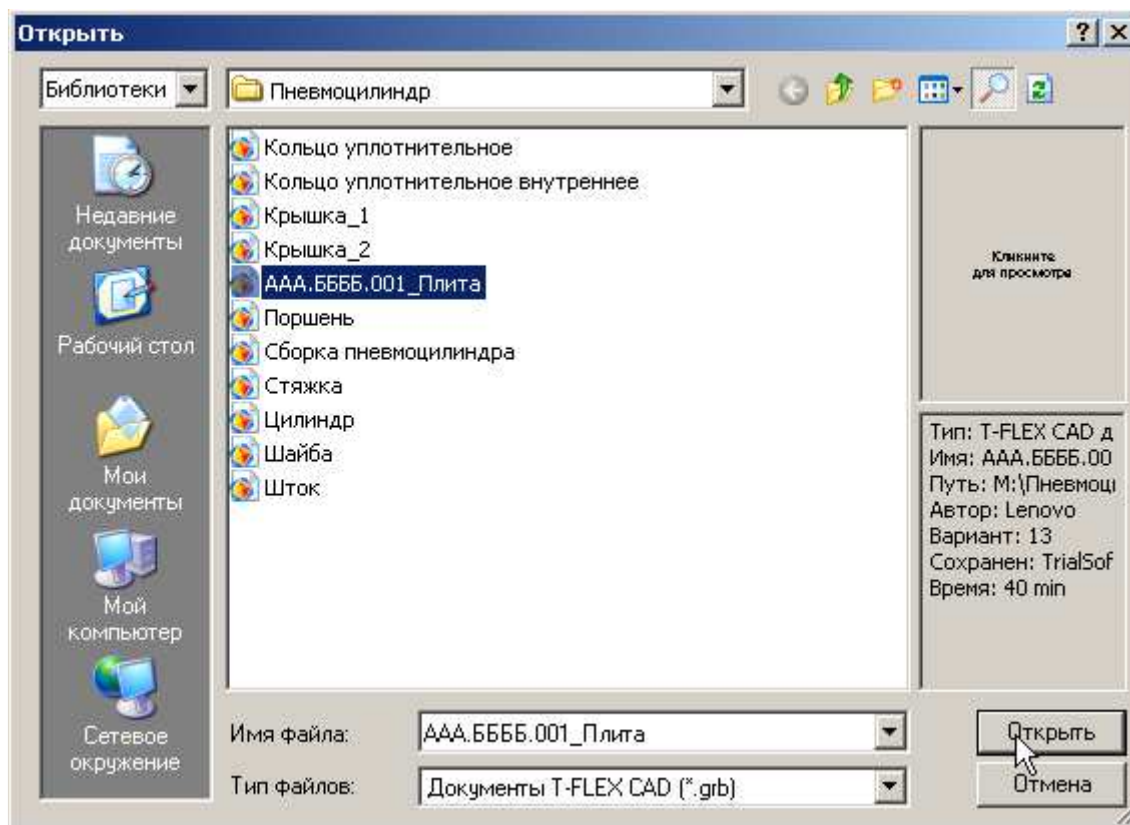 Открыть
Библиотеки
Пневмоцилиндр
Недавние
документы
Рабочий стол
Мои
документы
Мой
компьютер
Сетевое
окружение
Кольцо уплотнительное
Кольцо уплотнительное внутреннее
Крышка_1
Крышка_2
ААА.ББББ.001_Плита
Поршень
Сборка пневмоцилиндра
Стяжка
Цилиндр
Шайба
Шток
Кликните
для просмотра
Тип: T-FLEX CAD д
Имя: ААА.ББББ.00
Путь: M:\Пневмоци
Автор: Lenovo
Вариант: 13
Сохранен: TrialSof
Время: 40 min
Имя файла:
ААА.ББББ.001_Плита
Открыть
Тип файлов:
Документы T-FLEX CAD (*.grb)
Отмена